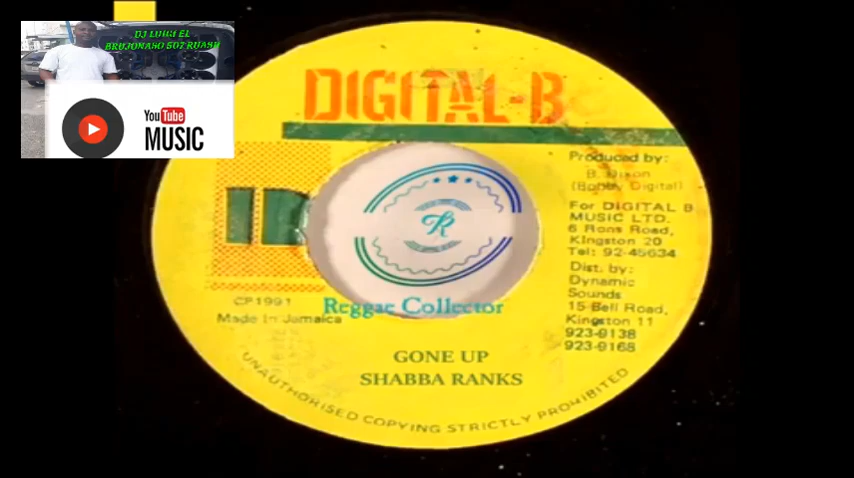 DJ LUIGI EL
BRUJONASO 507 RUASH
YouTube
MUSIC
DIGITAL-B
Produced by:
B. Dixon
(Bobby Digital)
For DIGITAL B
MUSIC LTD.
6 Rons Road,
Kingston 20
Tel: 92-45634
Dist. by:
Dynamic
Sounds
15 Bell Road,
Kingston 11
923-9138
923-9168
R
Reggae Collector
CP1991
Made In Jamaica
GONE UP
SHABBA RANKS
UNAUTHORISED COPYING STRICTLY PROHIBITED